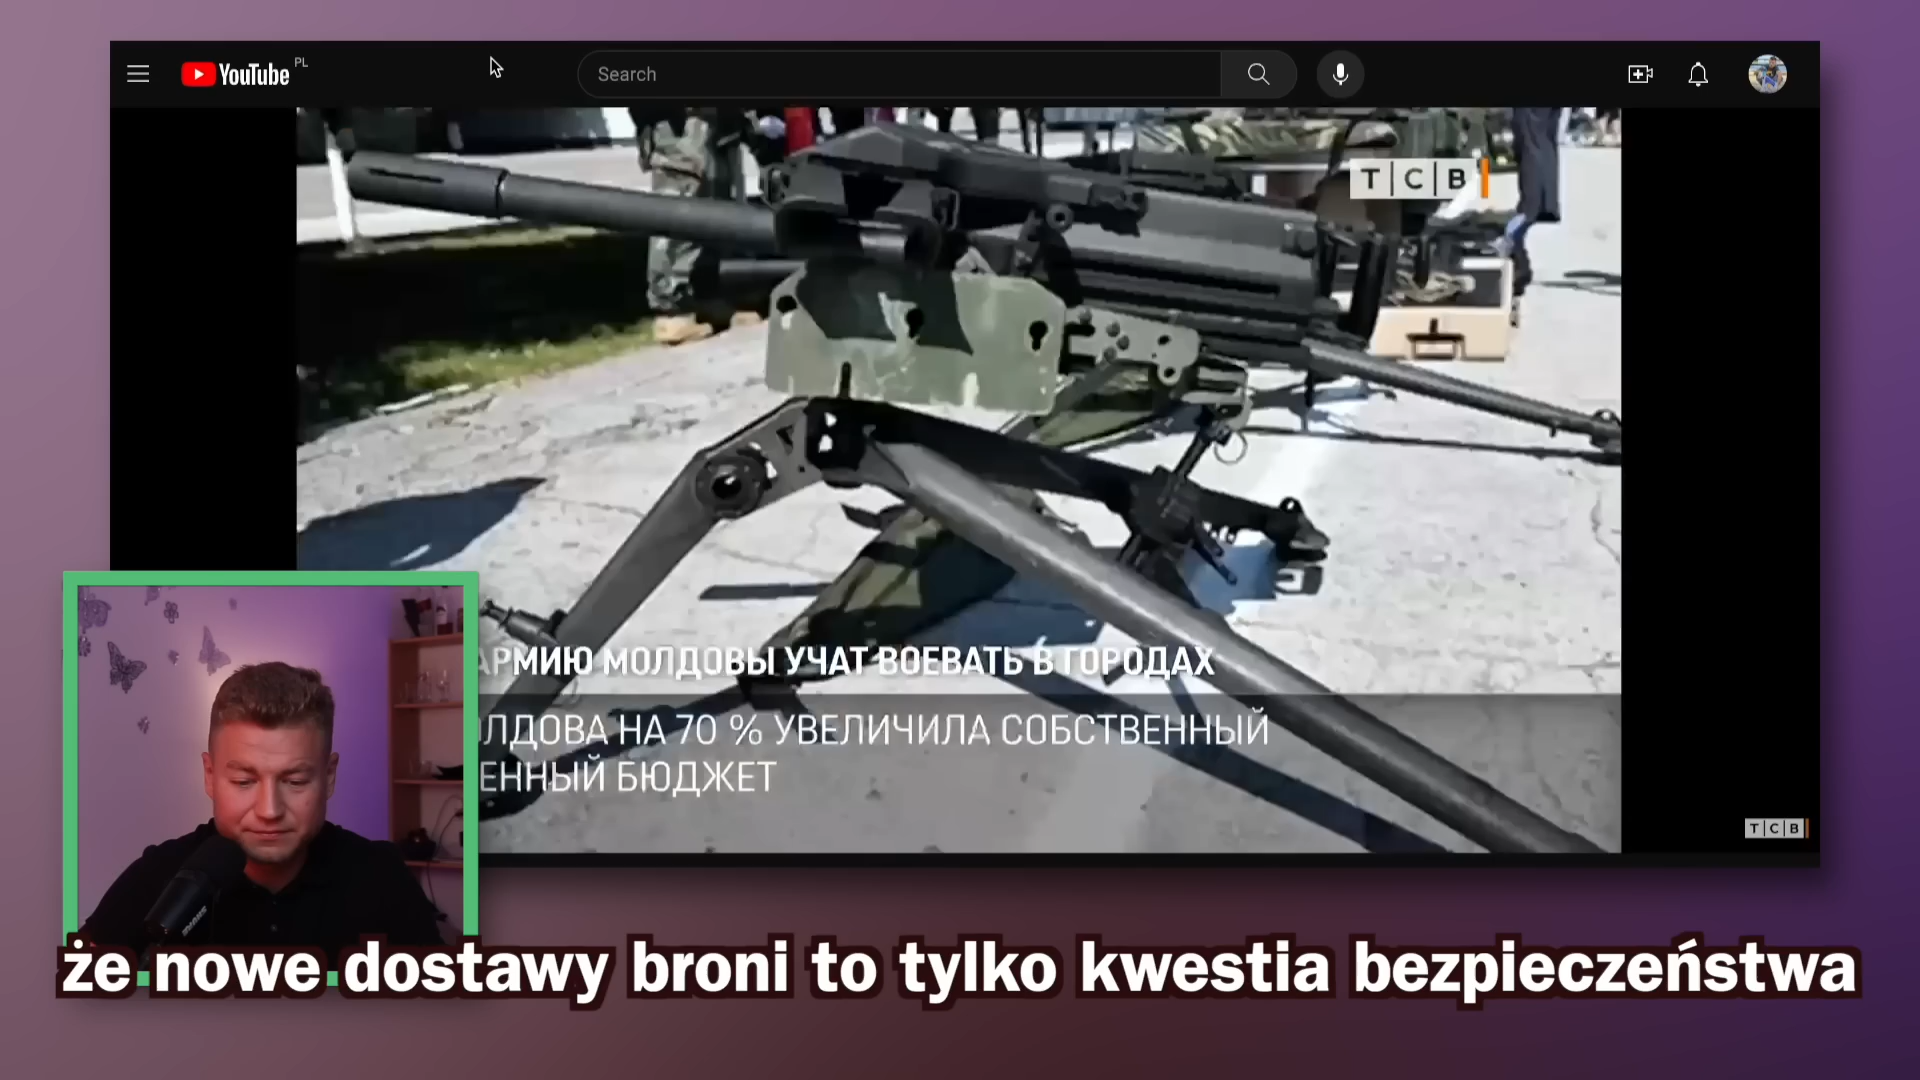 YouTube PL
Search
Т|С|В
АРМИЮ МОЛДОВЫ УЧАТ ВОЕВАТЬ В ГОРОДАХ
ЛДОВА НА 70 % УВЕЛИЧИЛА СОБСТВЕННЫЙ
ЕННЫЙ БЮДЖЕТ
Т|С|В
że nowe dostawy broni to tylko kwestia bezpieczeństwa